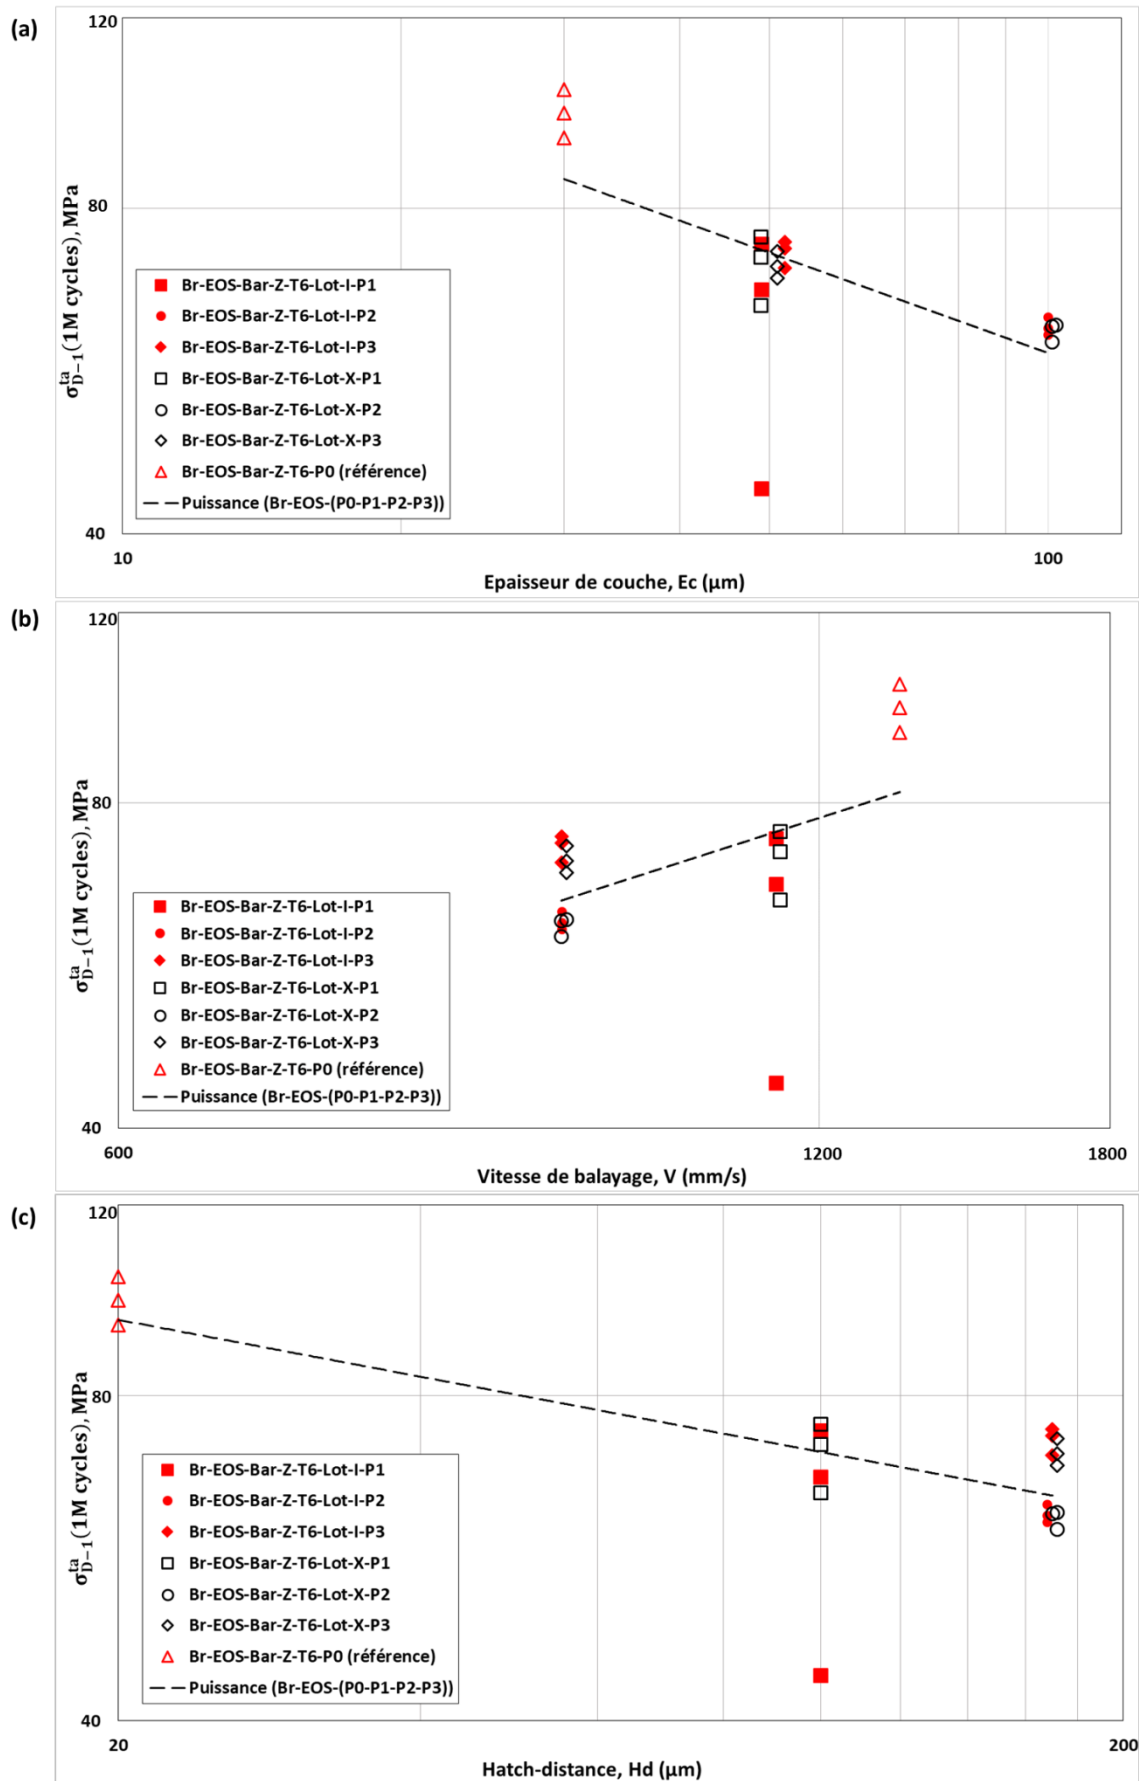 (a)
120
80
40
σ_{D−1}^{ta}(1M cycles), MPa
Br-EOS-Bar-Z-T6-Lot-I-P1
Br-EOS-Bar-Z-T6-Lot-I-P2
Br-EOS-Bar-Z-T6-Lot-I-P3
Br-EOS-Bar-Z-T6-Lot-X-P1
Br-EOS-Bar-Z-T6-Lot-X-P2
Br-EOS-Bar-Z-T6-Lot-X-P3
Br-EOS-Bar-Z-T6-P0 (référence)
Puissance (Br-EOS-(P0-P1-P2-P3))
10
100
Epaisseur de couche, Ec (µm)
(b)
120
80
40
σ_{D−1}^{ta}(1M cycles), MPa
Br-EOS-Bar-Z-T6-Lot-I-P1
Br-EOS-Bar-Z-T6-Lot-I-P2
Br-EOS-Bar-Z-T6-Lot-I-P3
Br-EOS-Bar-Z-T6-Lot-X-P1
Br-EOS-Bar-Z-T6-Lot-X-P2
Br-EOS-Bar-Z-T6-Lot-X-P3
Br-EOS-Bar-Z-T6-P0 (référence)
Puissance (Br-EOS-(P0-P1-P2-P3))
600
1200
1800
Vitesse de balayage, V (mm/s)
(c)
120
80
40
σ_{D−1}^{ta}(1M cycles), MPa
Br-EOS-Bar-Z-T6-Lot-I-P1
Br-EOS-Bar-Z-T6-Lot-I-P2
Br-EOS-Bar-Z-T6-Lot-I-P3
Br-EOS-Bar-Z-T6-Lot-X-P1
Br-EOS-Bar-Z-T6-Lot-X-P2
Br-EOS-Bar-Z-T6-Lot-X-P3
Br-EOS-Bar-Z-T6-P0 (référence)
Puissance (Br-EOS-(P0-P1-P2-P3))
20
200
Hatch-distance, Hd (µm)